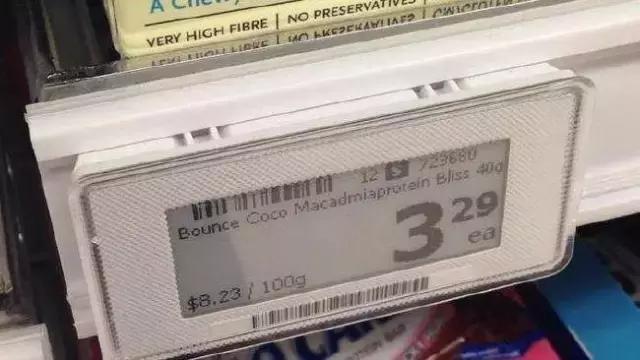 A Chewy
VERY HIGH FIBRE | NO PRESERVATIVES
12 S 723680
Bounce Coco Macadmiaprotein Bliss 40g
3 29
ea
$8.23 / 100g